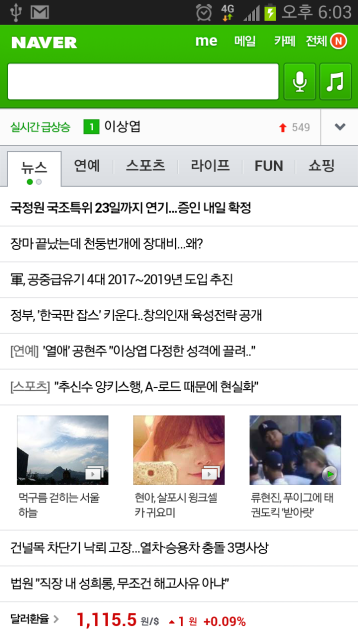 4G 오후 6:03
NAVER me 메일 카페 전체 N
실시간 급상승 1 이상엽 549
뉴스 연예 스포츠 라이프 FUN 쇼핑
국정원 국조특위 23일까지 연기...증인 내일 확정
장마 끝났는데 천둥번개에 장대비...왜?
軍, 공중급유기 4대 2017~2019년 도입 추진
정부, '한국판 잡스' 키운다..창의인재 육성전략 공개
[연예] '열애' 공현주 "이상엽 다정한 성격에 끌려.."
[스포츠] "추신수 양키스행, A-로드 때문에 현실화"
먹구름 걷히는 서울
하늘
현아, 살포시 윙크셀
카 귀요미
류현진, 푸이그에 태
권도킥 '받아랏'
건널목 차단기 낙뢰 고장...열차·승용차 충돌 3명사상
법원 "직장 내 성희롱, 무조건 해고사유 아냐"
달러환율 1,115.5 원/$ 1 원 +0.09%